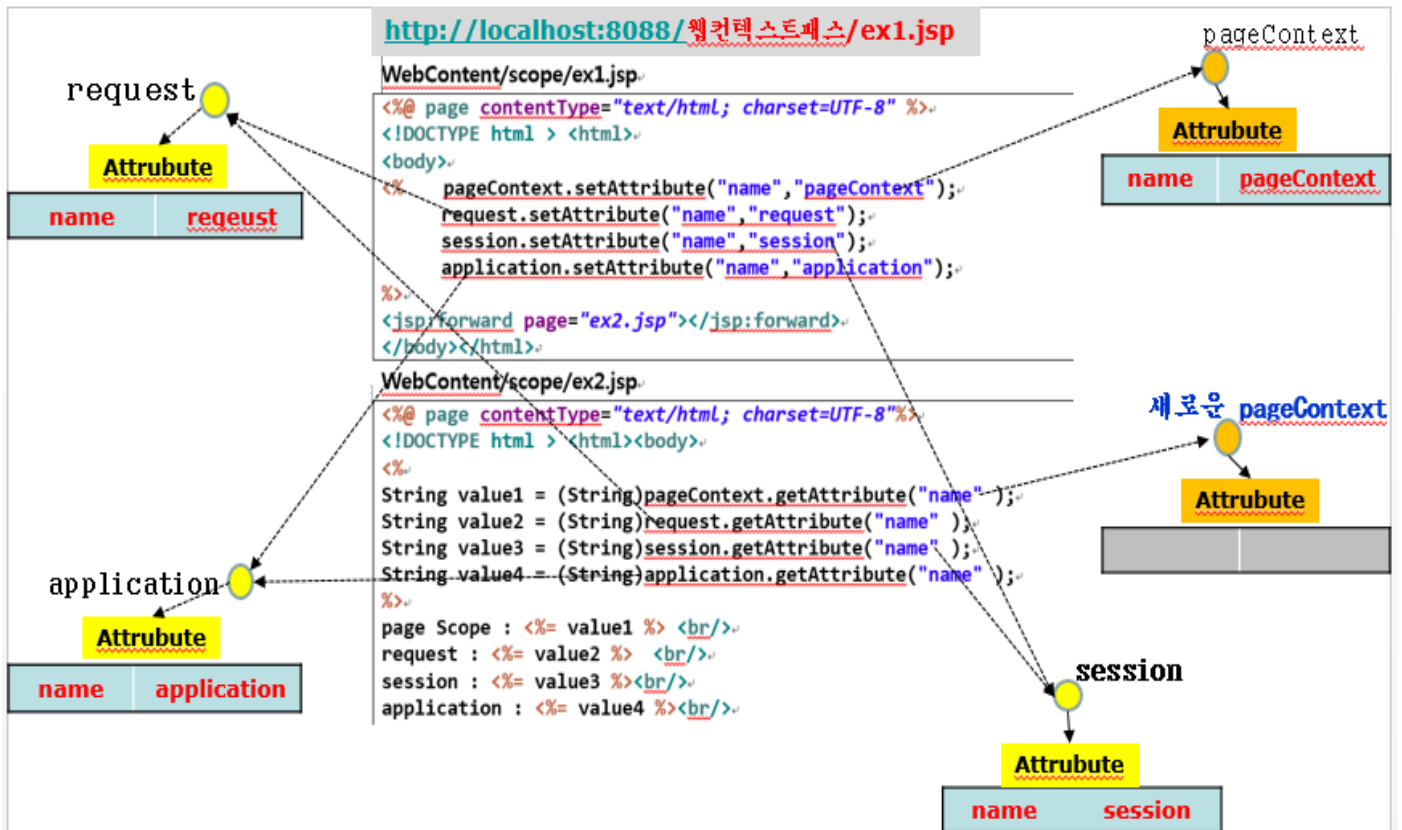 http://localhost:8088/웹컨텍스트패스/ex1.jsp
pageContext
request
WebContent/scope/ex1.jsp
<%@ page contentType="text/html; charset=UTF-8" %>
<!DOCTYPE html > <html>
<body>
<% pageContext.setAttribute("name","pageContext");
request.setAttribute("name","request");
session.setAttribute("name","session");
application.setAttribute("name","application");
%>
<jsp:forward page="ex2.jsp"></jsp:forward>
</body></html>
Attrubute
name reqeust
Attrubute
name pageContext
WebContent/scope/ex2.jsp
<%@ page contentType="text/html; charset=UTF-8"%>
<!DOCTYPE html > <html><body>
<%
String value1 = (String)pageContext.getAttribute("name" );
String value2 = (String)request.getAttribute("name" );
String value3 = (String)session.getAttribute("name" );
String value4 = (String)application.getAttribute("name" );
%>
page Scope : <%= value1 %> <br/>
request : <%= value2 %> <br/>
session : <%= value3 %><br/>
application : <%= value4 %><br/>
새로운 pageContext
Attrubute
application
Attrubute
name application
session
Attrubute
name session